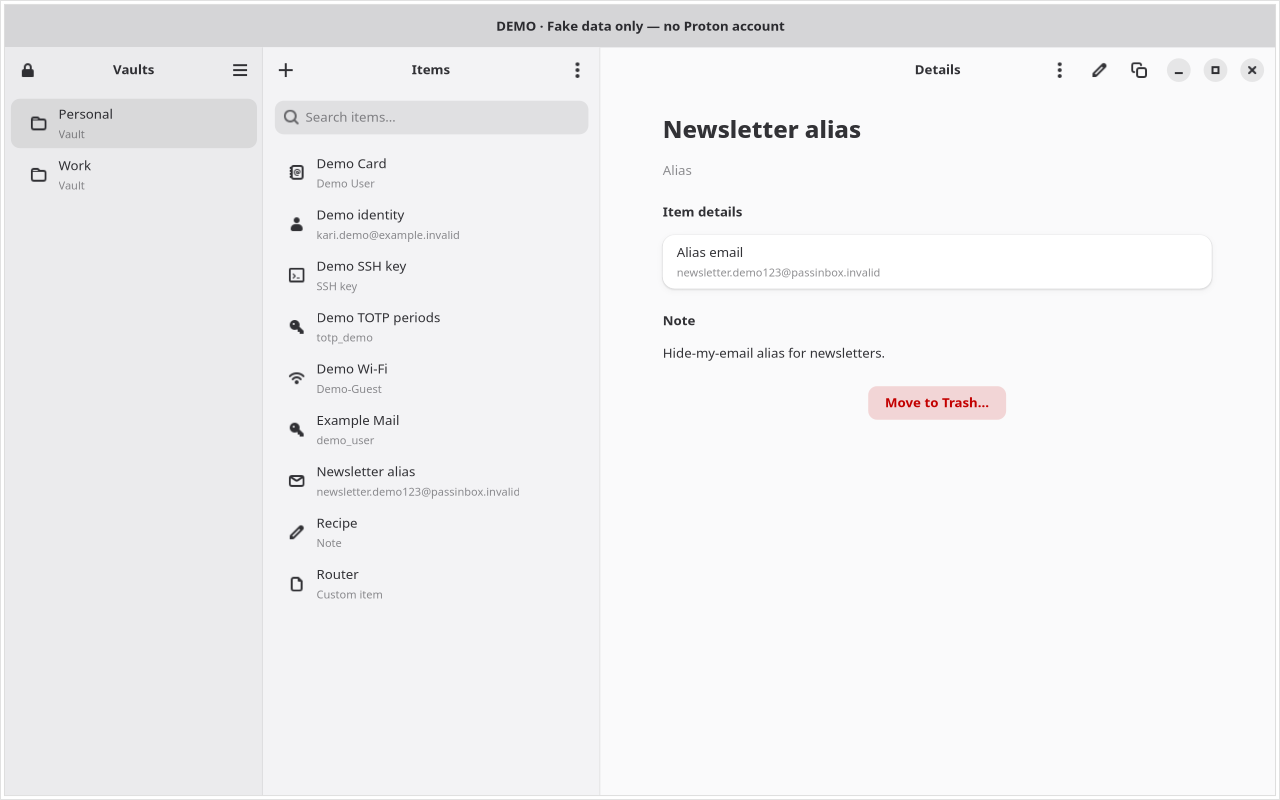 DEMO · Fake data only — no Proton account
Vaults
Personal
Vault
Work
Vault
Items
Search items...
Demo Card
Demo User
Demo identity
kari.demo@example.invalid
Demo SSH key
SSH key
Demo TOTP periods
totp_demo
Demo Wi-Fi
Demo-Guest
Example Mail
demo_user
Newsletter alias
newsletter.demo123@passinbox.invalid
Recipe
Note
Router
Custom item
Details
Newsletter alias
Alias
Item details
Alias email
newsletter.demo123@passinbox.invalid
Note
Hide-my-email alias for newsletters.
Move to Trash...